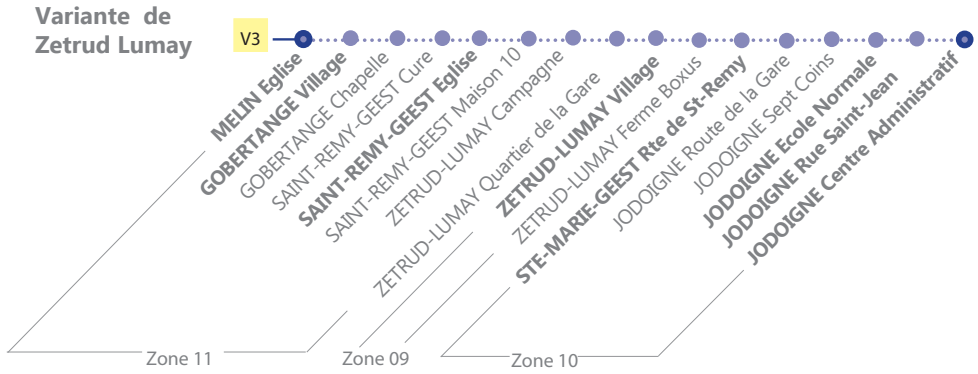 Variante de
Zetrud Lumay
V3
MELIN Eglise
GOBERTANGE Village
GOBERTANGE Chapelle
SAINT-REMY-GEEST Cure
SAINT-REMY-GEEST Eglise
SAINT-REMY-GEEST Maison 10
ZETRUD-LUMAY Campagne
ZETRUD-LUMAY Quartier de la Gare
ZETRUD-LUMAY Village
ZETRUD-LUMAY Ferme Boxus
STE-MARIE-GEEST Rte de St-Remy
JODOIGNE Route de la Gare
JODOIGNE Sept Coins
JODOIGNE Ecole Normale
JODOIGNE Rue Saint-Jean
JODOIGNE Centre Administratif
Zone 11
Zone 09
Zone 10